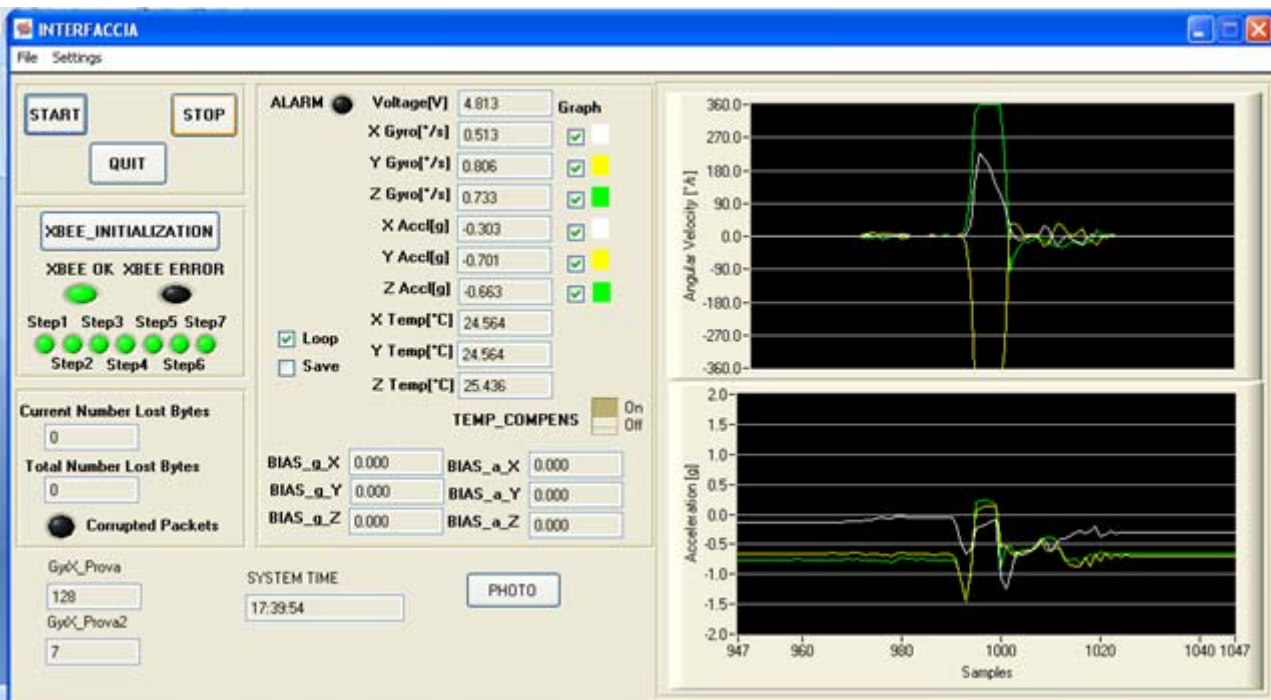 INTERFACCIA
File Settings
START STOP
QUIT
XBEE_INITIALIZATION
XBEE OK XBEE ERROR
Step1 Step3 Step5 Step7
Step2 Step4 Step6
Current Number Lost Bytes
0
Total Number Lost Bytes
0
Corrupted Packets
GyrX_Prova
128
GyrX_Prova2
7
ALARM Voltage[V] 4.813 Graph
X Gyro[°/s] 0.513
Y Gyro[°/s] 0.806
Z Gyro[°/s] 0.733
X Accl[g] -0.303
Y Accl[g] -0.701
Z Accl[g] -0.663
X Temp[°C] 24.564
Loop
Y Temp[°C] 24.564
Save
Z Temp[°C] 25.436
TEMP_COMPENS On
Off
BIAS_g_X 0.000 BIAS_a_X 0.000
BIAS_g_Y 0.000 BIAS_a_Y 0.000
BIAS_g_Z 0.000 BIAS_a_Z 0.000
SYSTEM TIME
17:39:54
PHOTO
Angular Velocity [°/s]
360.0
270.0
180.0
90.0
0.0
-90.0
-180.0
-270.0
-360.0
Acceleration [g]
2.0
1.5
1.0
0.5
0.0
-0.5
-1.0
-1.5
-2.0
947 960 980 1000 1020 1040 1047
Samples